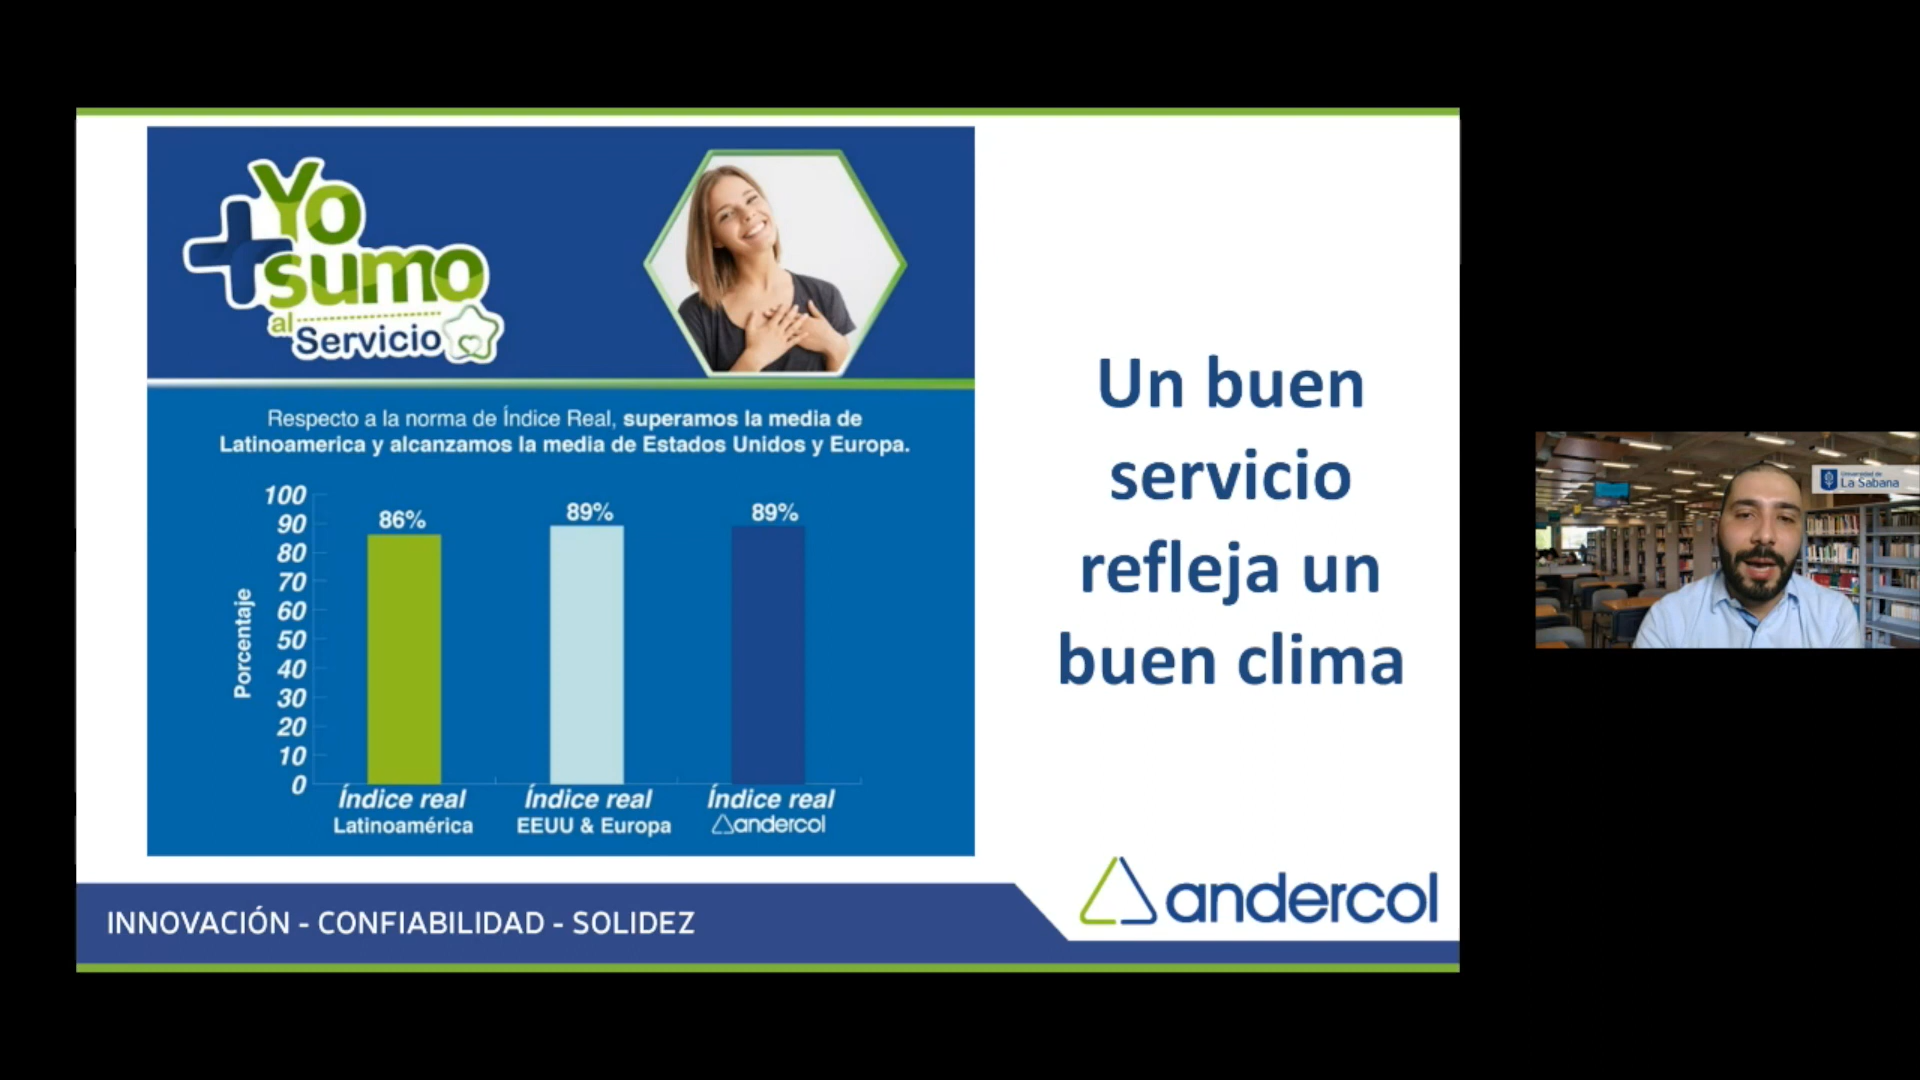 +Yo
sumo
al
Servicio
Respecto a la norma de Índice Real, superamos la media de
Latinoamerica y alcanzamos la media de Estados Unidos y Europa.
Porcentaje
100
90
80
70
60
50
40
30
20
10
0
86%
89%
89%
Índice real
Latinoamérica
Índice real
EEUU & Europa
Índice real
andercol
Un buen
servicio
refleja un
buen clima
INNOVACIÓN - CONFIABILIDAD - SOLIDEZ
andercol
Universidad de
La Sabana